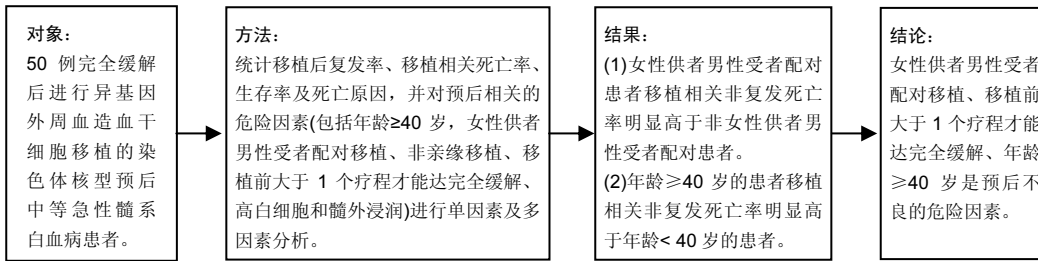 对象：
50 例完全缓解
后进行异基因
外周血造血干
细胞移植的染
色体核型预后
中等急性髓系
白血病患者。
方法：
统计移植后复发率、移植相关死亡率、
生存率及死亡原因，并对预后相关的
危险因素(包括年龄≥40 岁，女性供者
男性受者配对移植、非亲缘移植、移
植前大于 1 个疗程才能达完全缓解、
高白细胞和髓外浸润)进行单因素及多
因素分析。
结果：
(1)女性供者男性受者配对
患者移植相关非复发死亡
率明显高于非女性供者男
性受者配对患者。
(2)年龄≥40 岁的患者移植
相关非复发死亡率明显高
于年龄< 40 岁的患者。
结论：
女性供者男性受者
配对移植、移植前
大于 1 个疗程才能
达完全缓解、年龄
≥40 岁是预后不
良的危险因素。